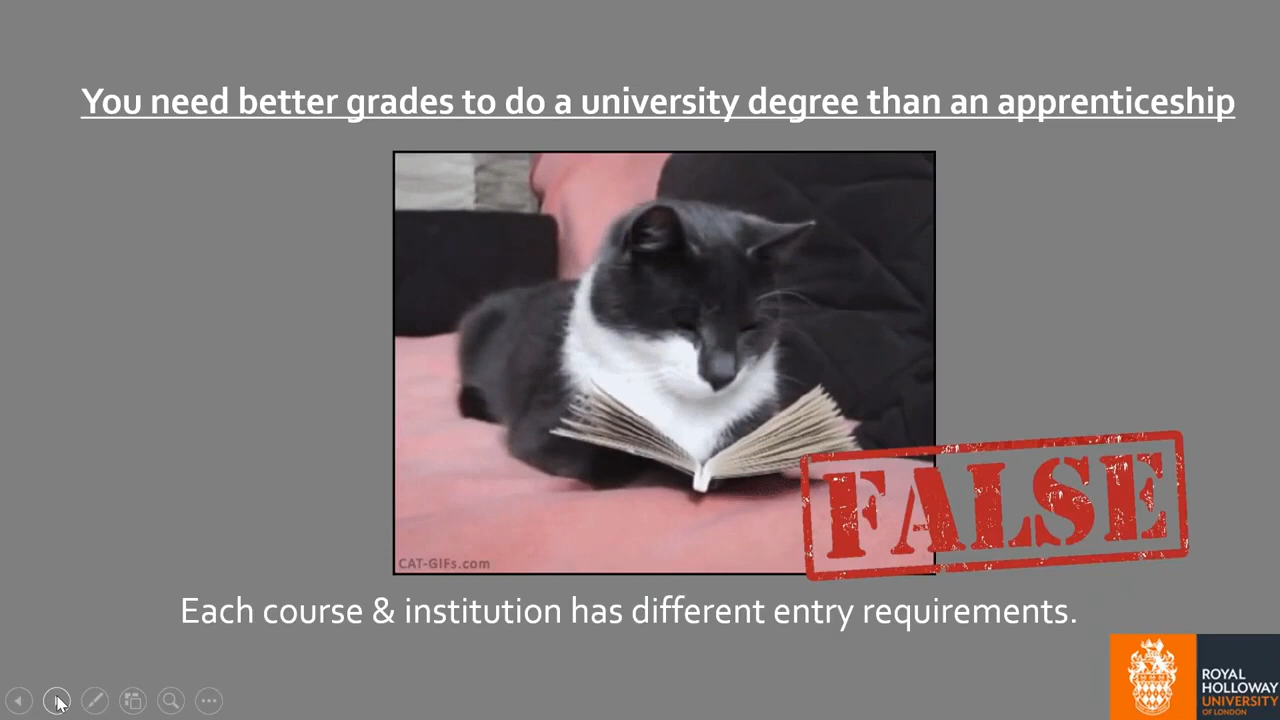 You need better grades to do a university degree than an apprenticeship
CAT-GIFs.com
FALSE
Each course & institution has different entry requirements.
ROYAL
HOLLOWAY
UNIVERSITY
OF LONDON